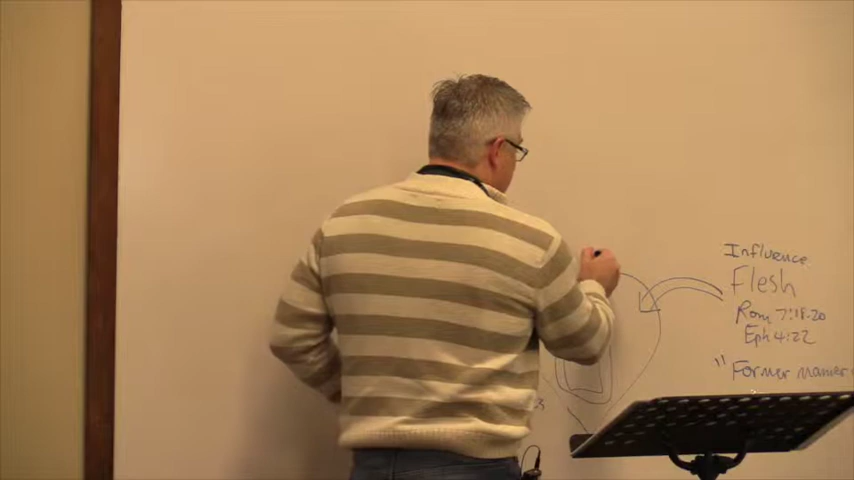 Influence
Flesh
Rom 7:18-20
Eph 4:22
"Former manner